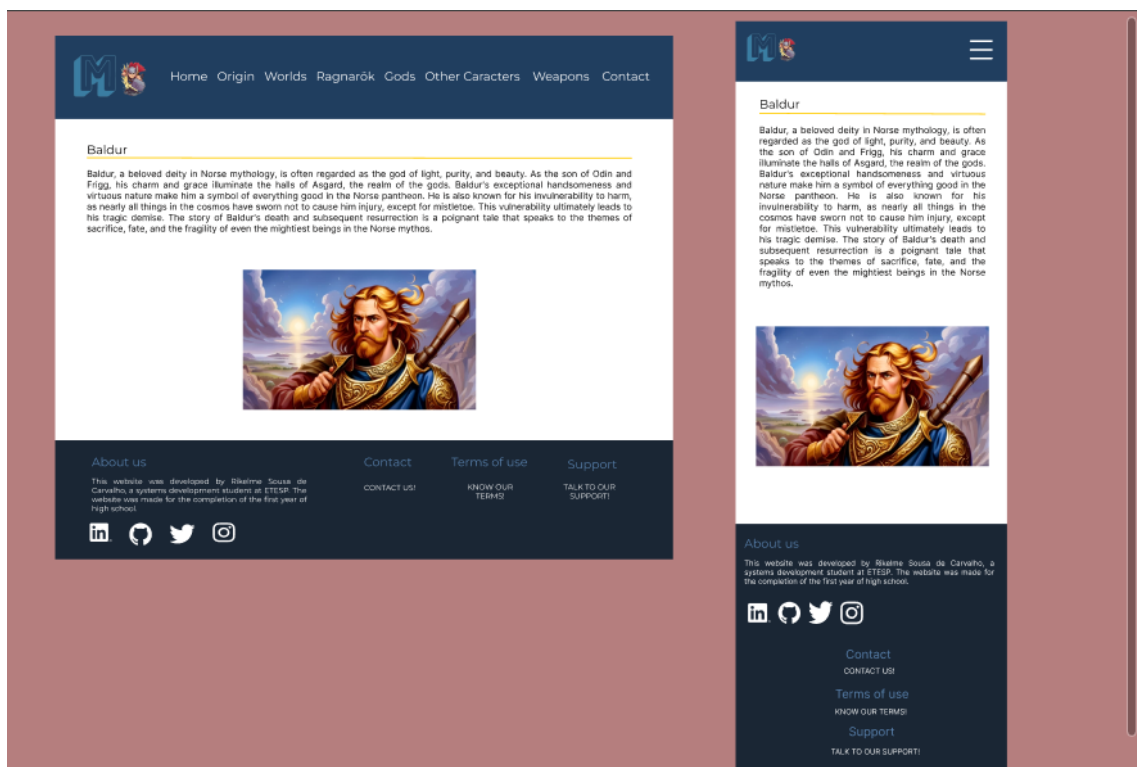 M
Home Origin Worlds Ragnarök Gods Other Caracters Weapons Contact
Baldur
Baldur, a beloved deity in Norse mythology, is often regarded as the god of light, purity, and beauty. As the son of Odin and
Frigg, his charm and grace illuminate the halls of Asgard, the realm of the gods. Baldur's exceptional handsomeness and
virtuous nature make him a symbol of everything good in the Norse pantheon. He is also known for his invulnerability to harm,
as nearly all things in the cosmos have sworn not to cause him injury, except for mistletoe. This vulnerability ultimately leads to
his tragic demise. The story of Baldur's death and subsequent resurrection is a poignant tale that speaks to the themes of
sacrifice, fate, and the fragility of even the mightiest beings in the Norse mythos.
About us
This website was developed by Rikelme Sousa de
Carvalho, a systems development student at ETESP. The
website was made for the completion of the first year of
high school.
in
Contact
CONTACT US!
Terms of use
KNOW OUR
TERMS!
Support
TALK TO OUR
SUPPORT!
M
Baldur
Baldur, a beloved deity in Norse mythology, is often
regarded as the god of light, purity, and beauty. As
the son of Odin and Frigg, his charm and grace
illuminate the halls of Asgard, the realm of the gods.
Baldur's exceptional handsomeness and virtuous
nature make him a symbol of everything good in the
Norse pantheon. He is also known for his
invulnerability to harm, as nearly all things in the
cosmos have sworn not to cause him injury, except
for mistletoe. This vulnerability ultimately leads to
his tragic demise. The story of Baldur's death and
subsequent resurrection is a poignant tale that
speaks to the themes of sacrifice, fate, and the
fragility of even the mightiest beings in the Norse
mythos.
About us
This website was developed by Rikelme Sousa de Carvalho, a
systems development student at ETESP. The website was made for
the completion of the first year of high school.
in
Contact
CONTACT US!
Terms of use
KNOW OUR TERMS!
Support
TALK TO OUR SUPPORT!